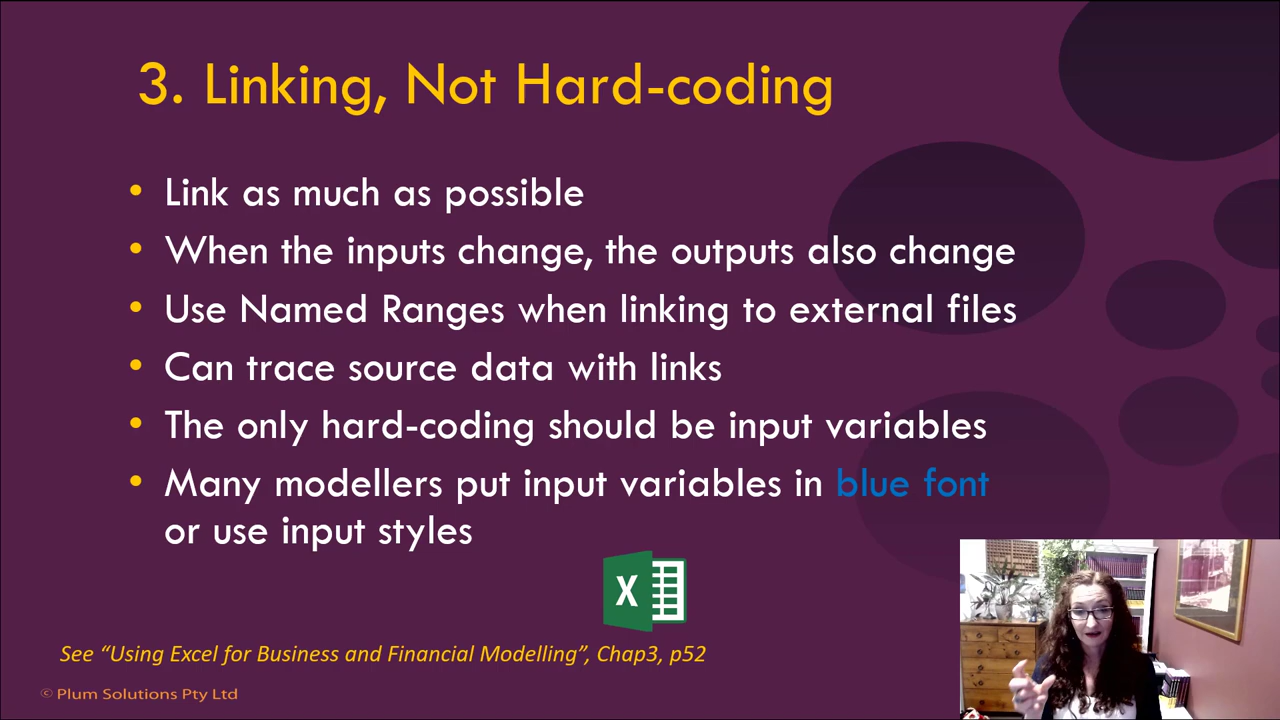 3. Linking, Not Hard-coding
• Link as much as possible
• When the inputs change, the outputs also change
• Use Named Ranges when linking to external files
• Can trace source data with links
• The only hard-coding should be input variables
• Many modellers put input variables in blue font
or use input styles
X
See “Using Excel for Business and Financial Modelling”, Chap3, p52
© Plum Solutions Pty Ltd